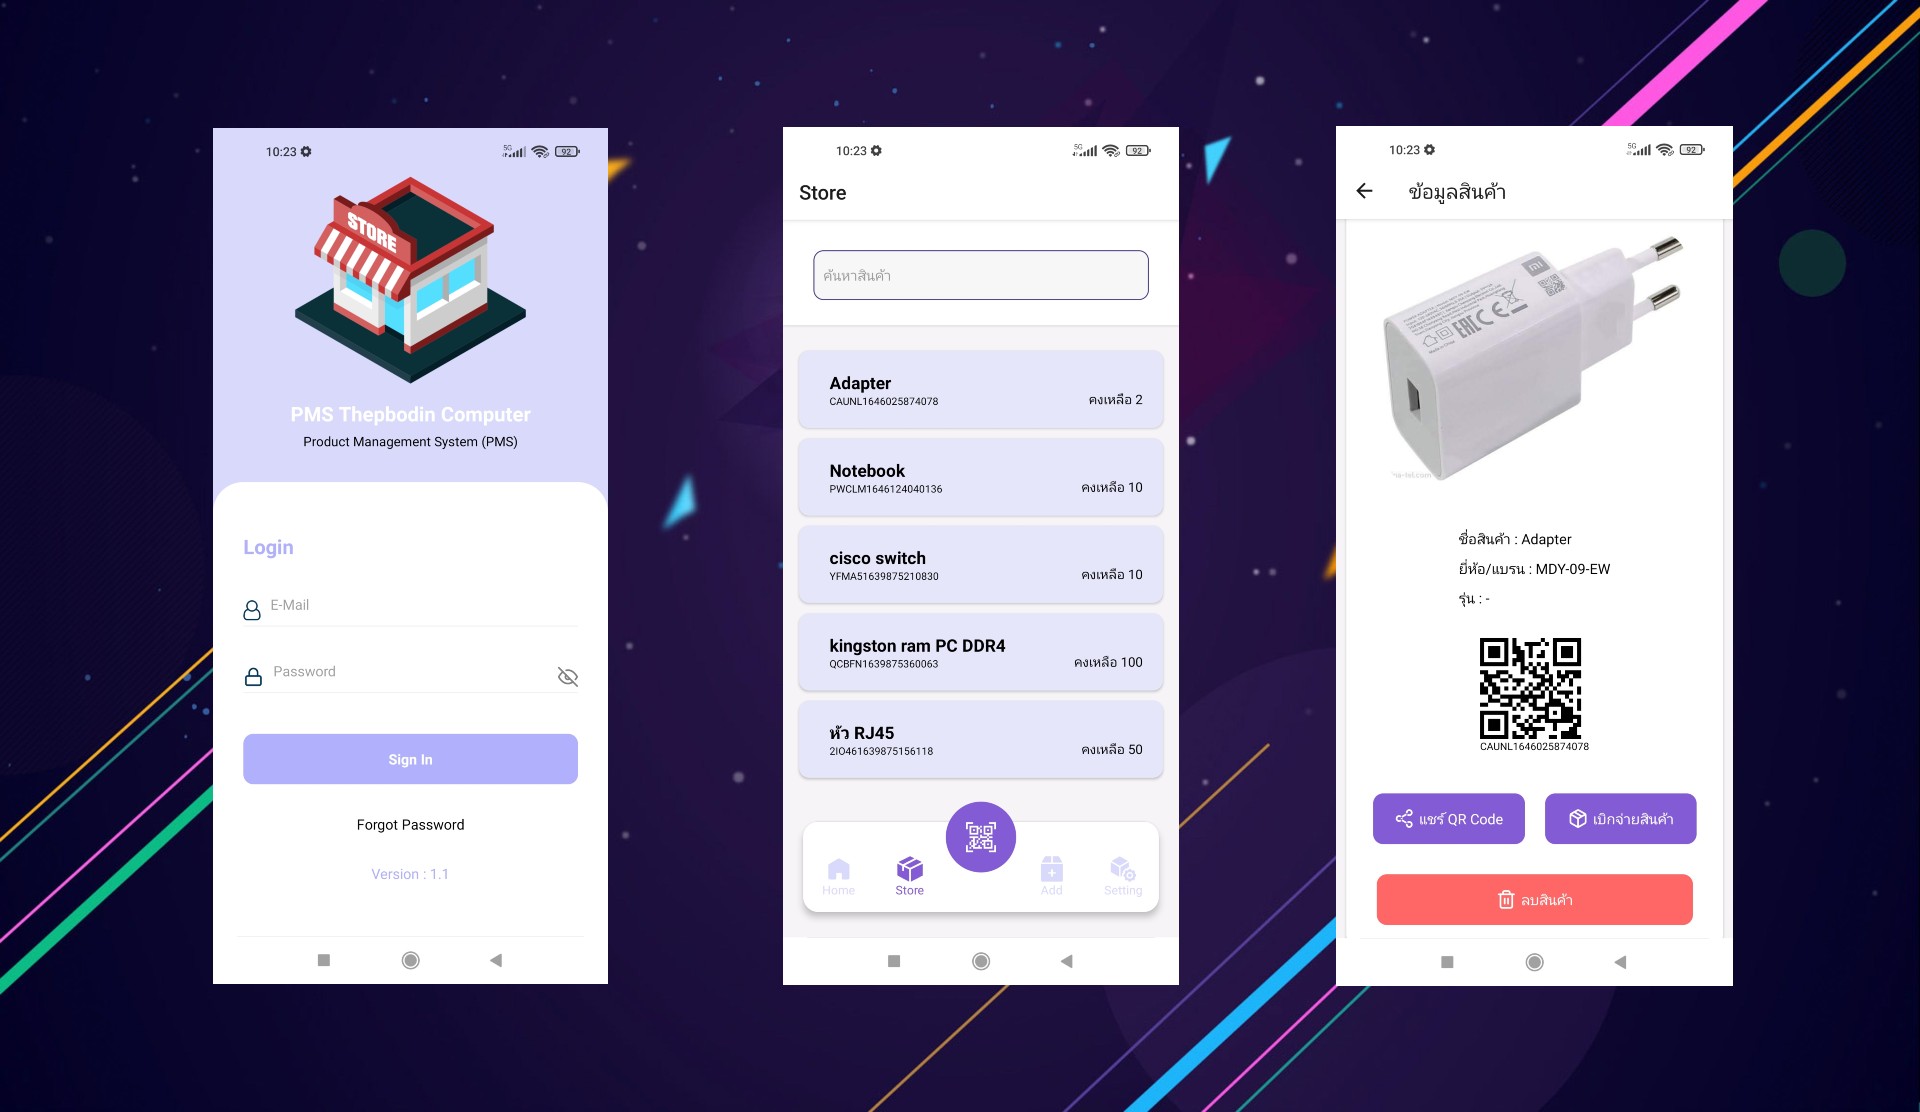 10:23
5G
92
STORE
PMS Thepbodin Computer
Product Management System (PMS)
Login
E-Mail
Password
Sign In
Forgot Password
Version : 1.1
10:23
5G
92
Store
ค้นหาสินค้า
Adapter
CAUNL1646025874078
คงเหลือ 2
Notebook
PWCLM1646124040136
คงเหลือ 10
cisco switch
YFMA51639875210830
คงเหลือ 10
kingston ram PC DDR4
QCBFN1639875360063
คงเหลือ 100
หัว RJ45
2IO461639875156118
คงเหลือ 50
Home
Store
Add
Setting
10:23
5G
92
ข้อมูลสินค้า
mi
EAC CE
ชื่อสินค้า : Adapter
ยี่ห้อ/แบรน : MDY-09-EW
รุ่น : -
CAUNL1646025874078
แชร์ QR Code
เบิกจ่ายสินค้า
ลบสินค้า